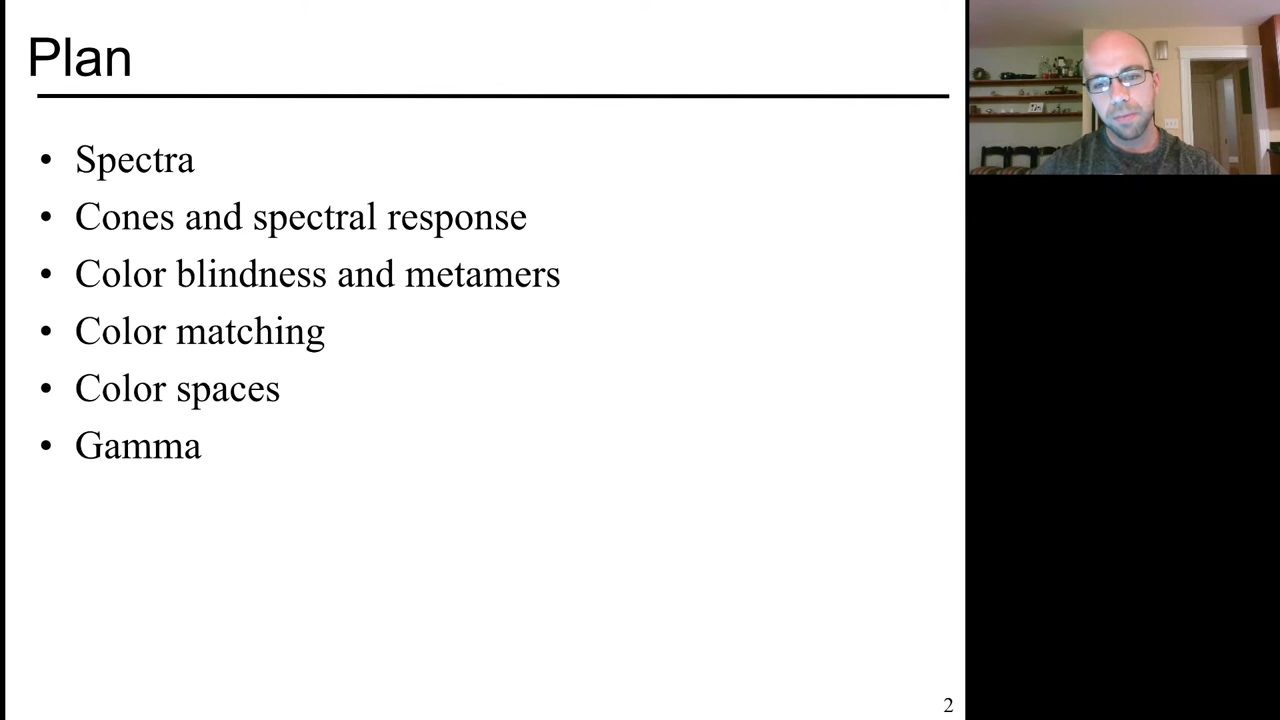 Plan
• Spectra
• Cones and spectral response
• Color blindness and metamers
• Color matching
• Color spaces
• Gamma
2